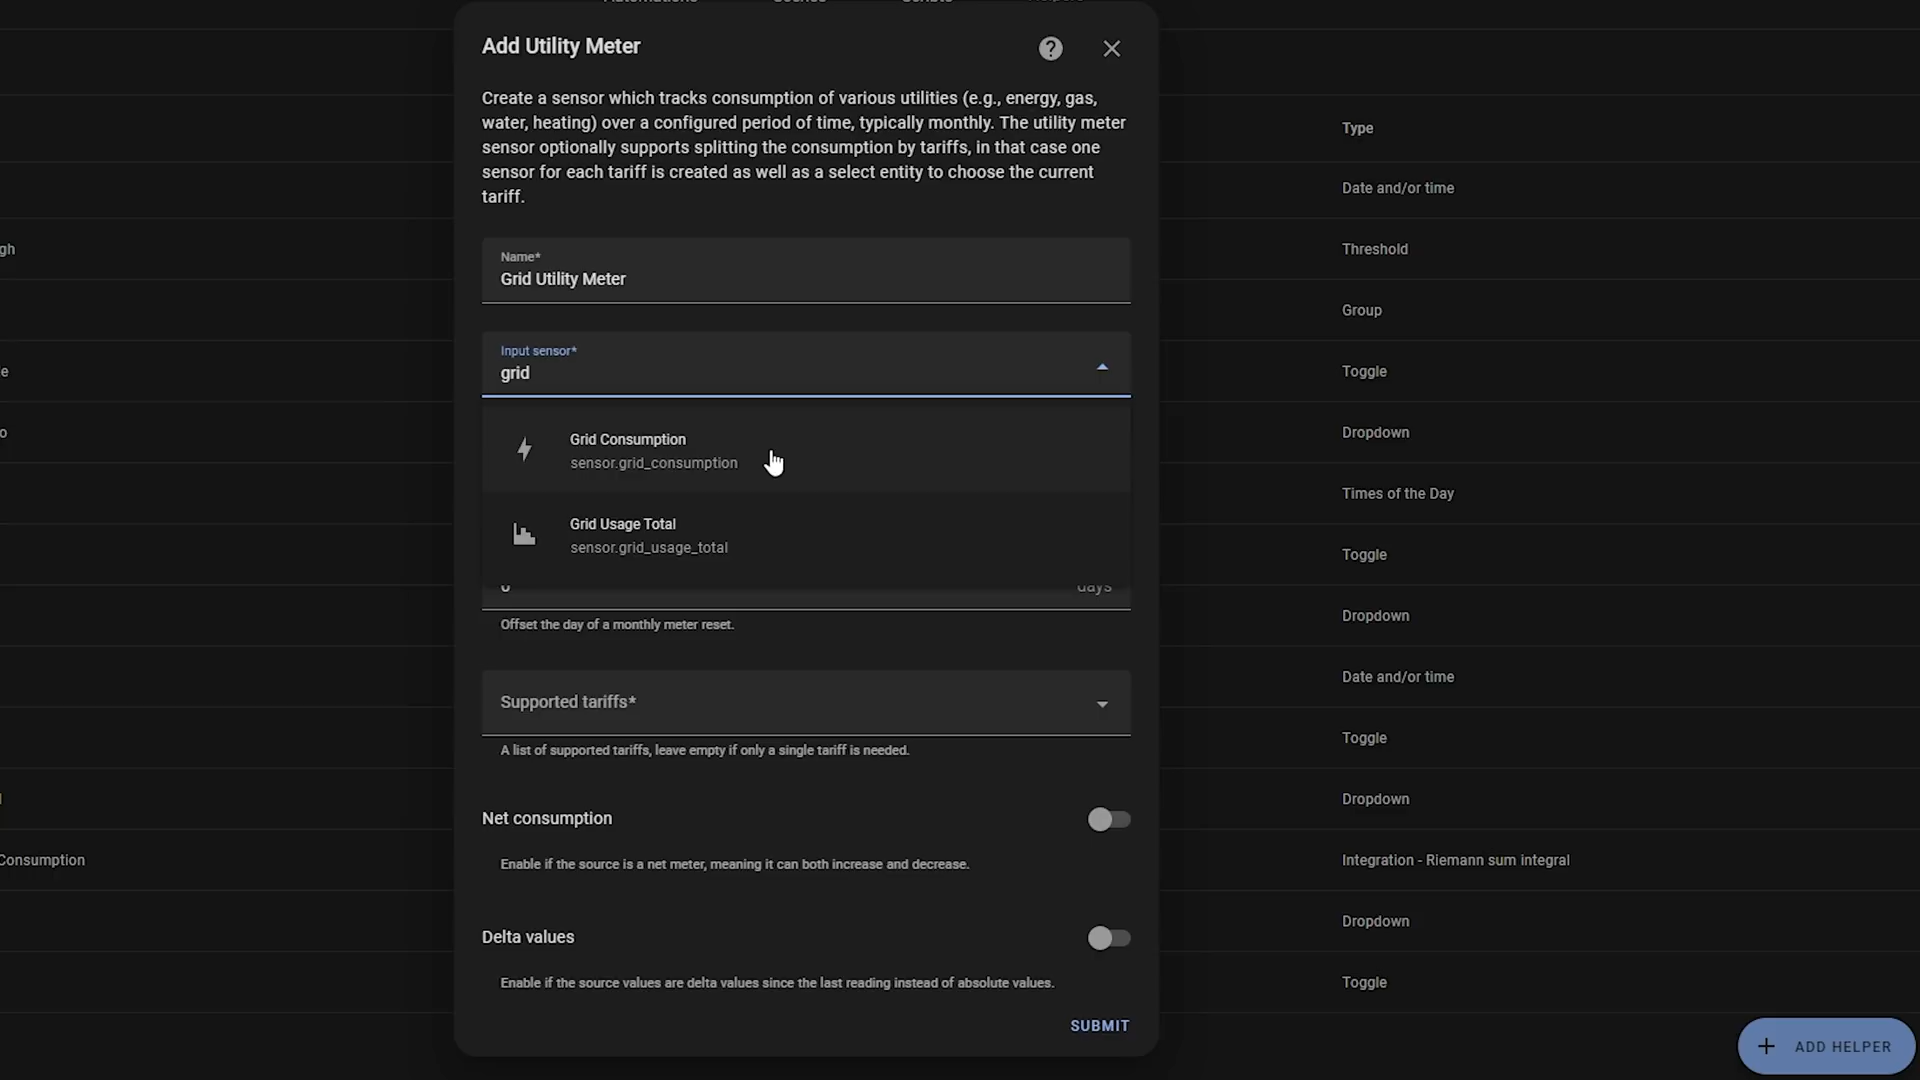 Add Utility Meter
Create a sensor which tracks consumption of various utilities (e.g., energy, gas,
water, heating) over a configured period of time, typically monthly. The utility meter
sensor optionally supports splitting the consumption by tariffs, in that case one
sensor for each tariff is created as well as a select entity to choose the current
tariff.
Name*
Grid Utility Meter
Input sensor*
grid
Grid Consumption
sensor.grid_consumption
Grid Usage Total
sensor.grid_usage_total
days
Offset the day of a monthly meter reset.
Supported tariffs*
A list of supported tariffs, leave empty if only a single tariff is needed.
Net consumption
Enable if the source is a net meter, meaning it can both increase and decrease.
Delta values
Enable if the source values are delta values since the last reading instead of absolute values.
SUBMIT
gh
e
o
Consumption
Type
Date and/or time
Threshold
Group
Toggle
Dropdown
Times of the Day
Toggle
Dropdown
Date and/or time
Toggle
Dropdown
Integration - Riemann sum integral
Dropdown
Toggle
+ ADD HELPER